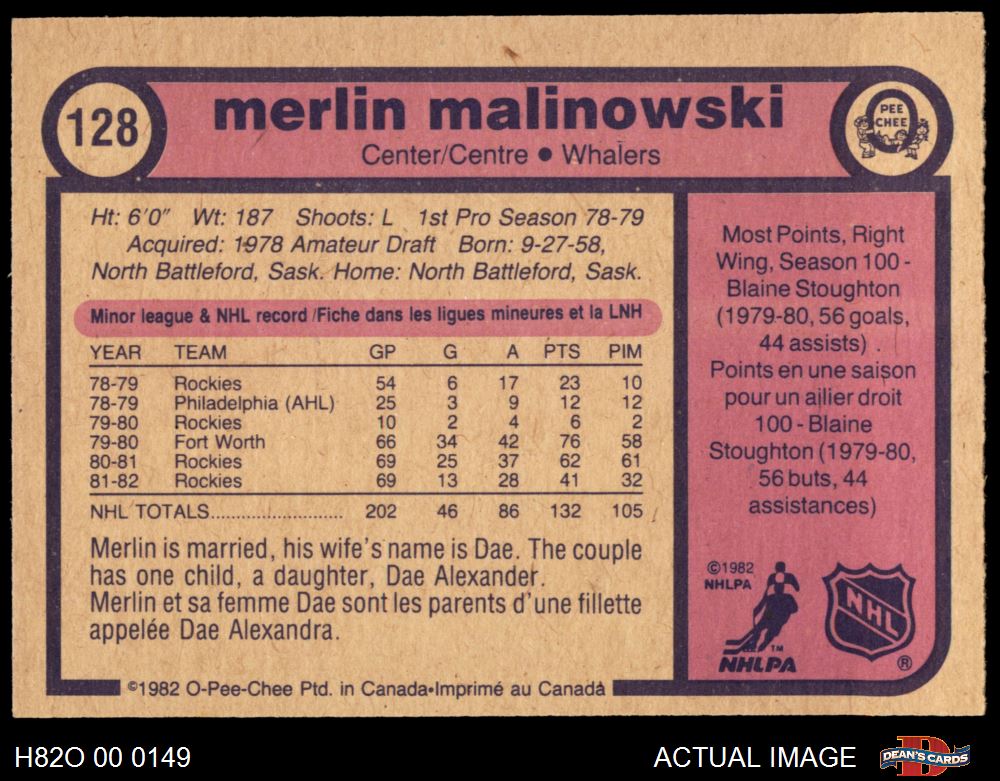 128
merlin malinowski
Center/Centre • Whalers
PEE
CHEE
Ht: 6'0" Wt: 187 Shoots: L 1st Pro Season 78-79
Acquired: 1978 Amateur Draft Born: 9-27-58,
North Battleford, Sask. Home: North Battleford, Sask.
Minor league & NHL record /Fiche dans les ligues mineures et la LNH
YEAR TEAM GP G A PTS PIM
78-79 Rockies 54 6 17 23 10
78-79 Philadelphia (AHL) 25 3 9 12 12
79-80 Rockies 10 2 4 6 2
79-80 Fort Worth 66 34 42 76 58
80-81 Rockies 69 25 37 62 61
81-82 Rockies 69 13 28 41 32
NHL TOTALS........................ 202 46 86 132 105
Merlin is married, his wife's name is Dae. The couple
has one child, a daughter, Dae Alexander.
Merlin et sa femme Dae sont les parents d'une fillette
appelée Dae Alexandra.
©1982 O-Pee-Chee Ptd. in Canada•Imprimé au Canada
Most Points, Right
Wing, Season 100 -
Blaine Stoughton
(1979-80, 56 goals,
44 assists) .
Points en une saison
pour un ailier droit
100 - Blaine
Stoughton (1979-80,
56 buts, 44
assistances)
©1982
NHLPA
TM
NHLPA
NHL
®
H82O 00 0149
ACTUAL IMAGE
D
DEAN'S CARDS